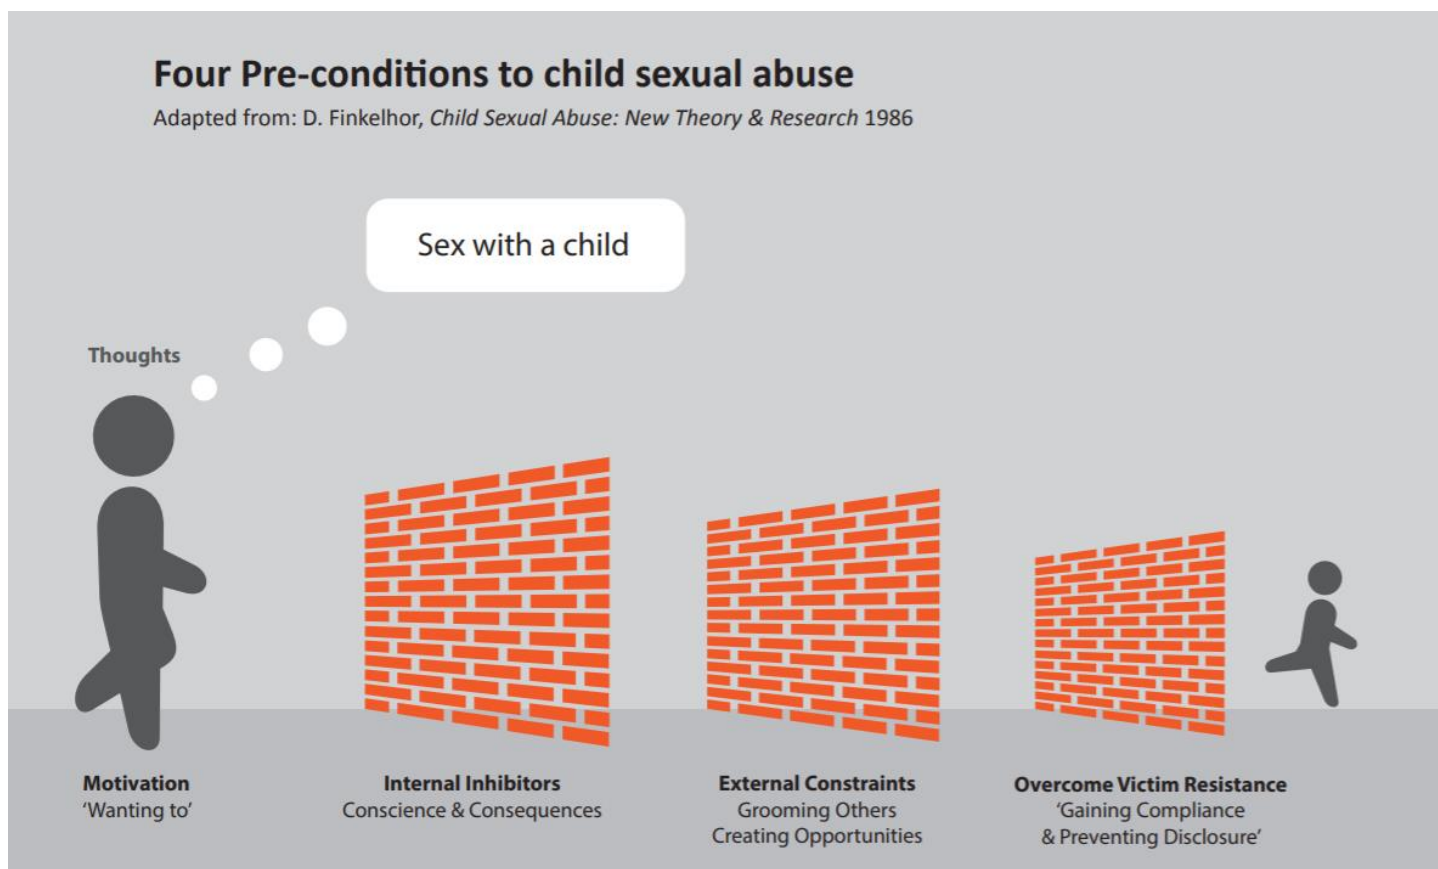 Four Pre-conditions to child sexual abuse
Adapted from: D. Finkelhor, Child Sexual Abuse: New Theory & Research 1986
Sex with a child
Thoughts
Motivation
'Wanting to'
Internal Inhibitors
Conscience & Consequences
External Constraints
Grooming Others
Creating Opportunities
Overcome Victim Resistance
'Gaining Compliance
& Preventing Disclosure'